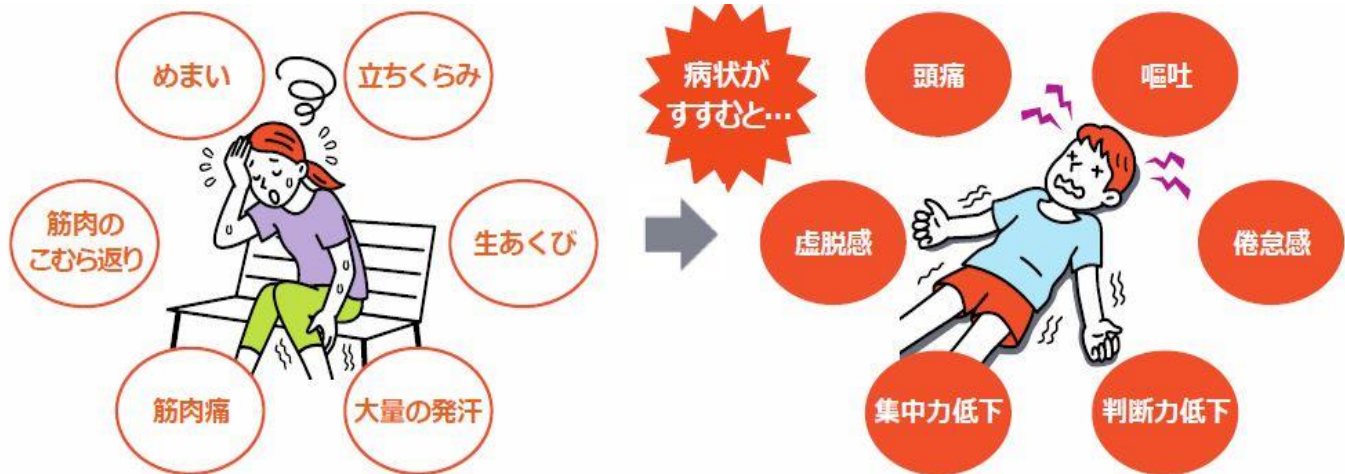 めまい
立ちくらみ
筋肉の
こむら返り
生あくび
筋肉痛
大量の発汗
病状が
すすむと…
頭痛
嘔吐
虚脱感
倦怠感
集中力低下
判断力低下